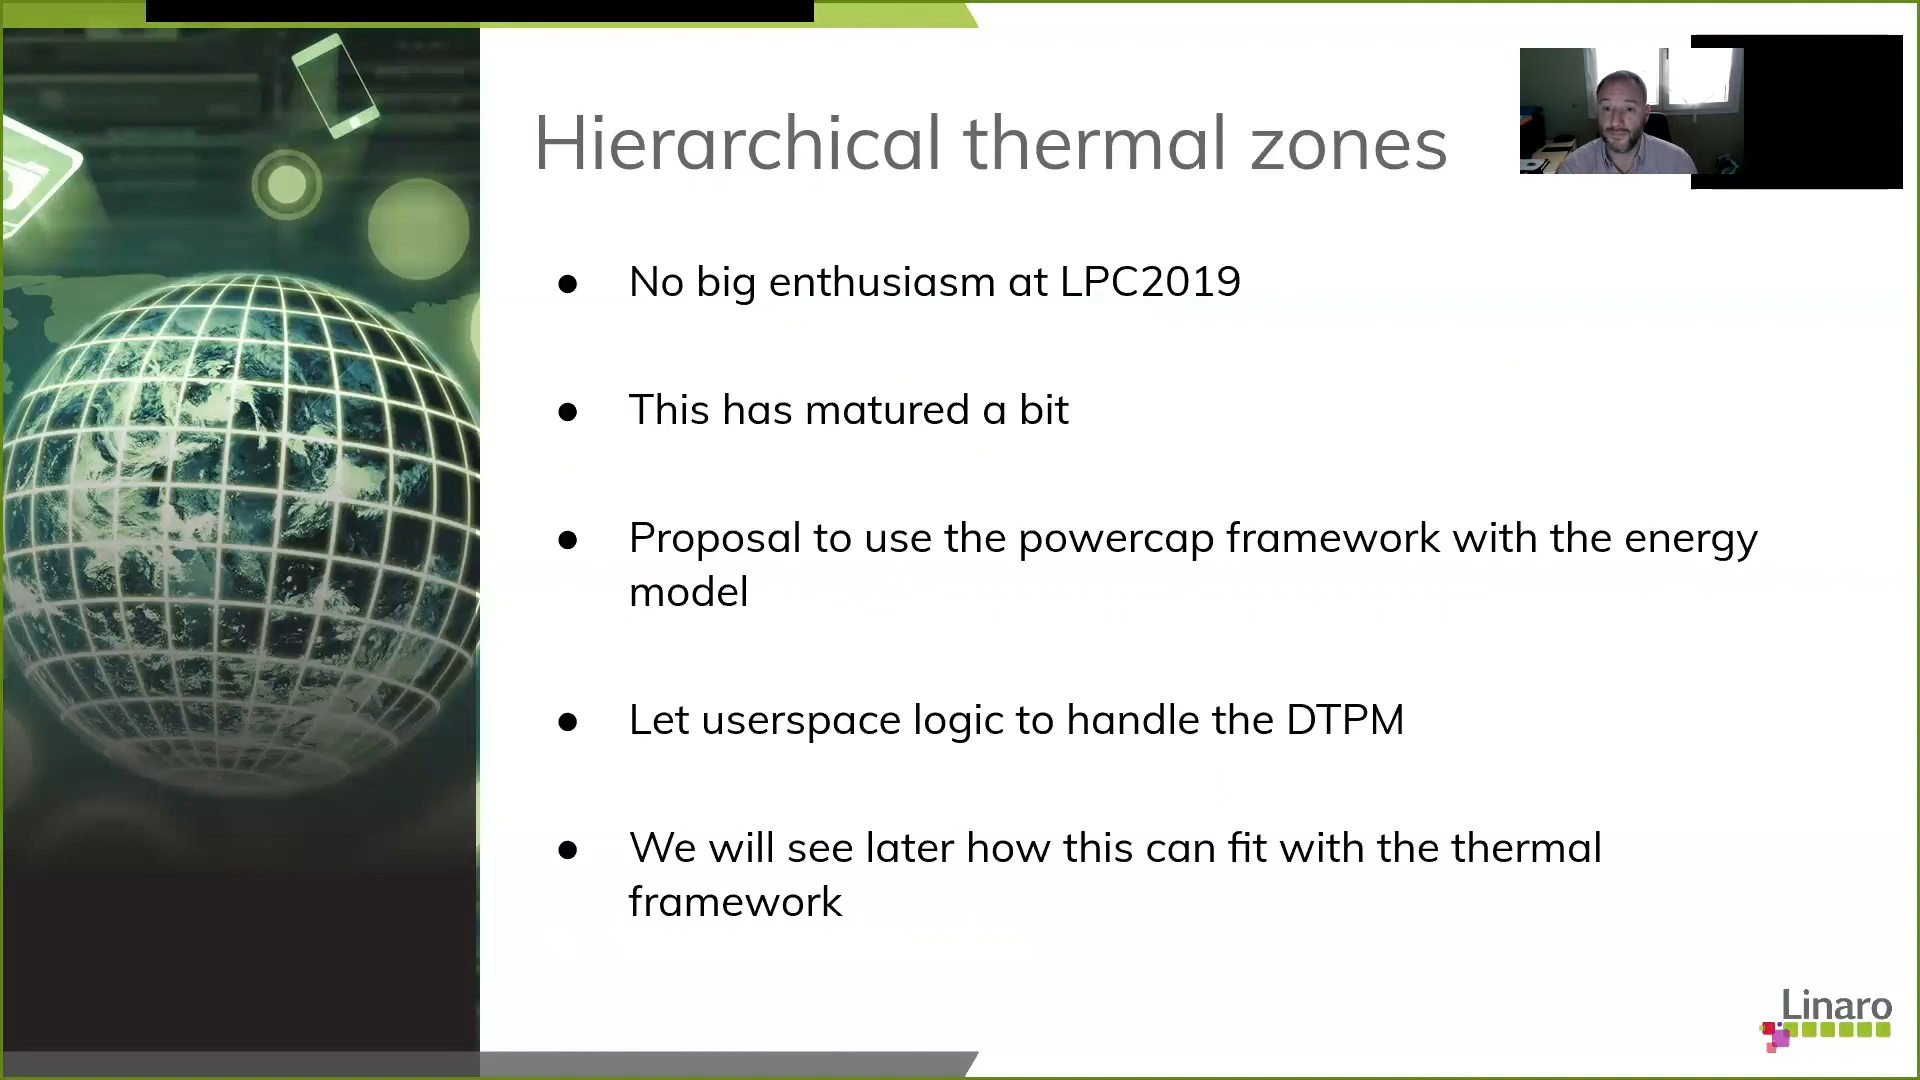 Hierarchical thermal zones
● No big enthusiasm at LPC2019
● This has matured a bit
● Proposal to use the powercap framework with the energy
model
● Let userspace logic to handle the DTPM
● We will see later how this can fit with the thermal
framework
Linaro